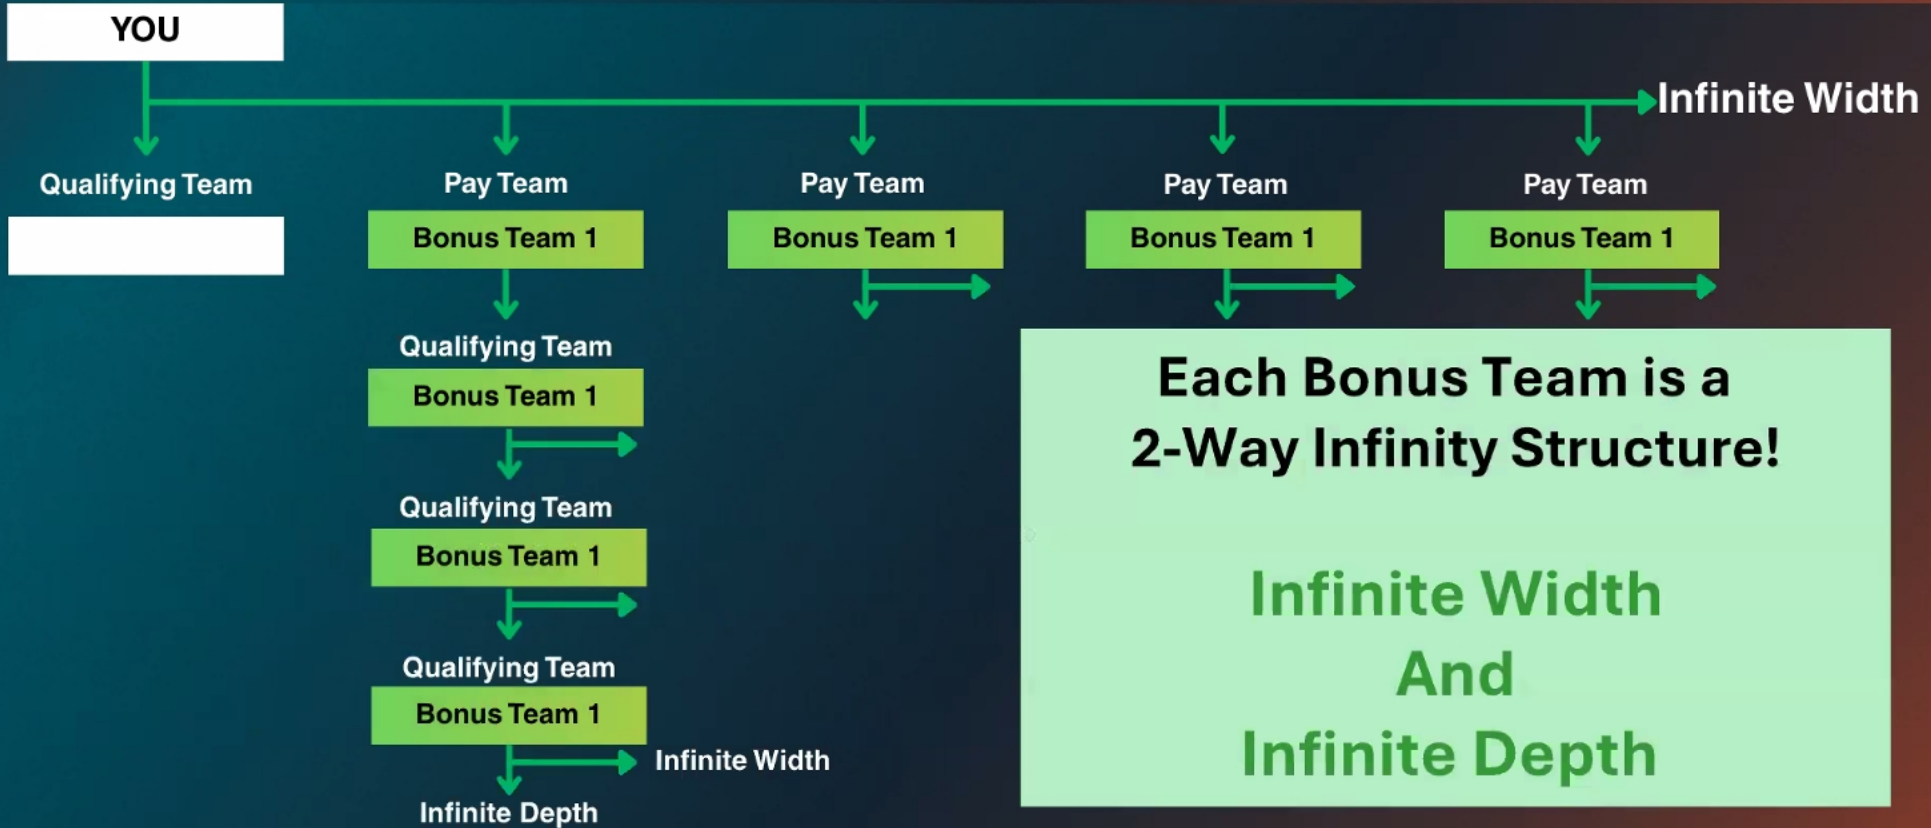 YOU
Infinite Width
Qualifying Team
Pay Team
Pay Team
Pay Team
Pay Team
Bonus Team 1
Bonus Team 1
Bonus Team 1
Bonus Team 1
Qualifying Team
Bonus Team 1
Qualifying Team
Bonus Team 1
Qualifying Team
Bonus Team 1
Infinite Width
Infinite Depth
Each Bonus Team is a
2-Way Infinity Structure!
Infinite Width
And
Infinite Depth